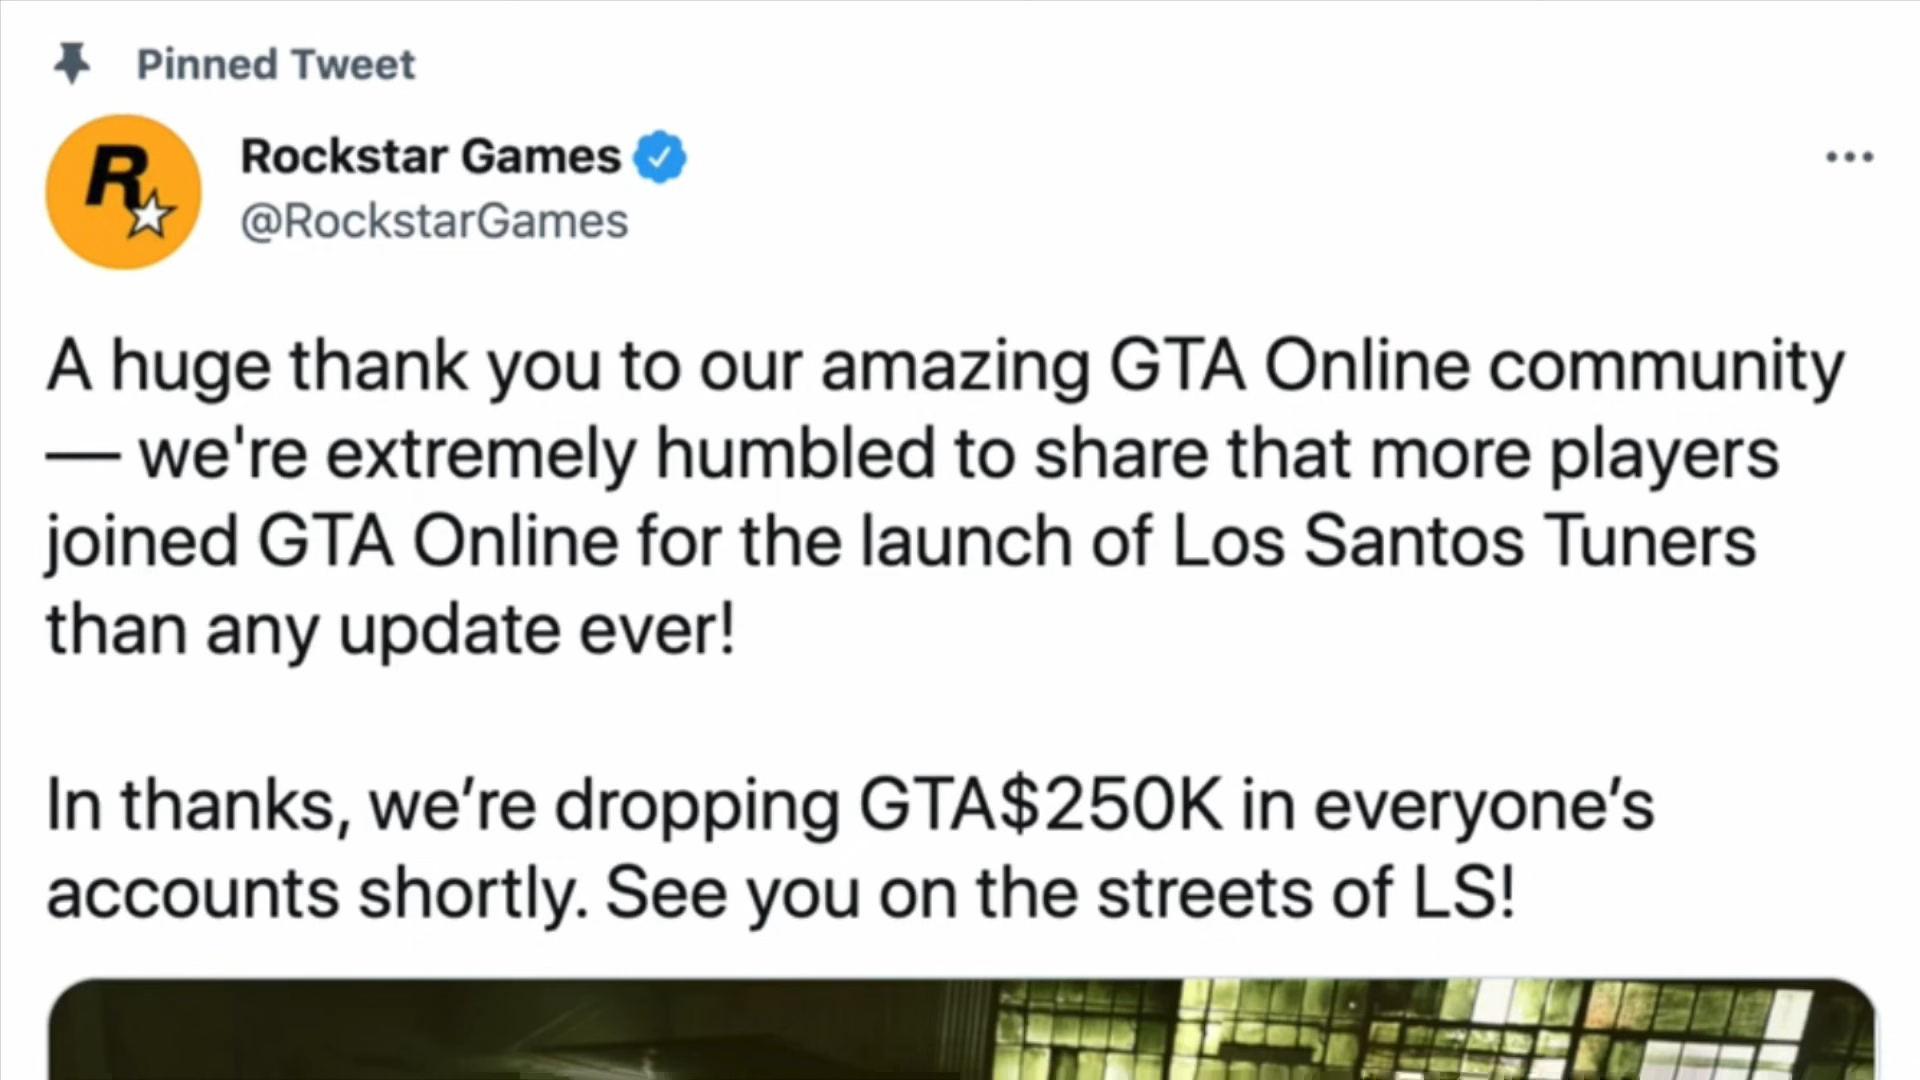 Pinned Tweet
R
Rockstar Games
@RockstarGames
A huge thank you to our amazing GTA Online community
— we're extremely humbled to share that more players
joined GTA Online for the launch of Los Santos Tuners
than any update ever!
In thanks, we’re dropping GTA$250K in everyone’s
accounts shortly. See you on the streets of LS!